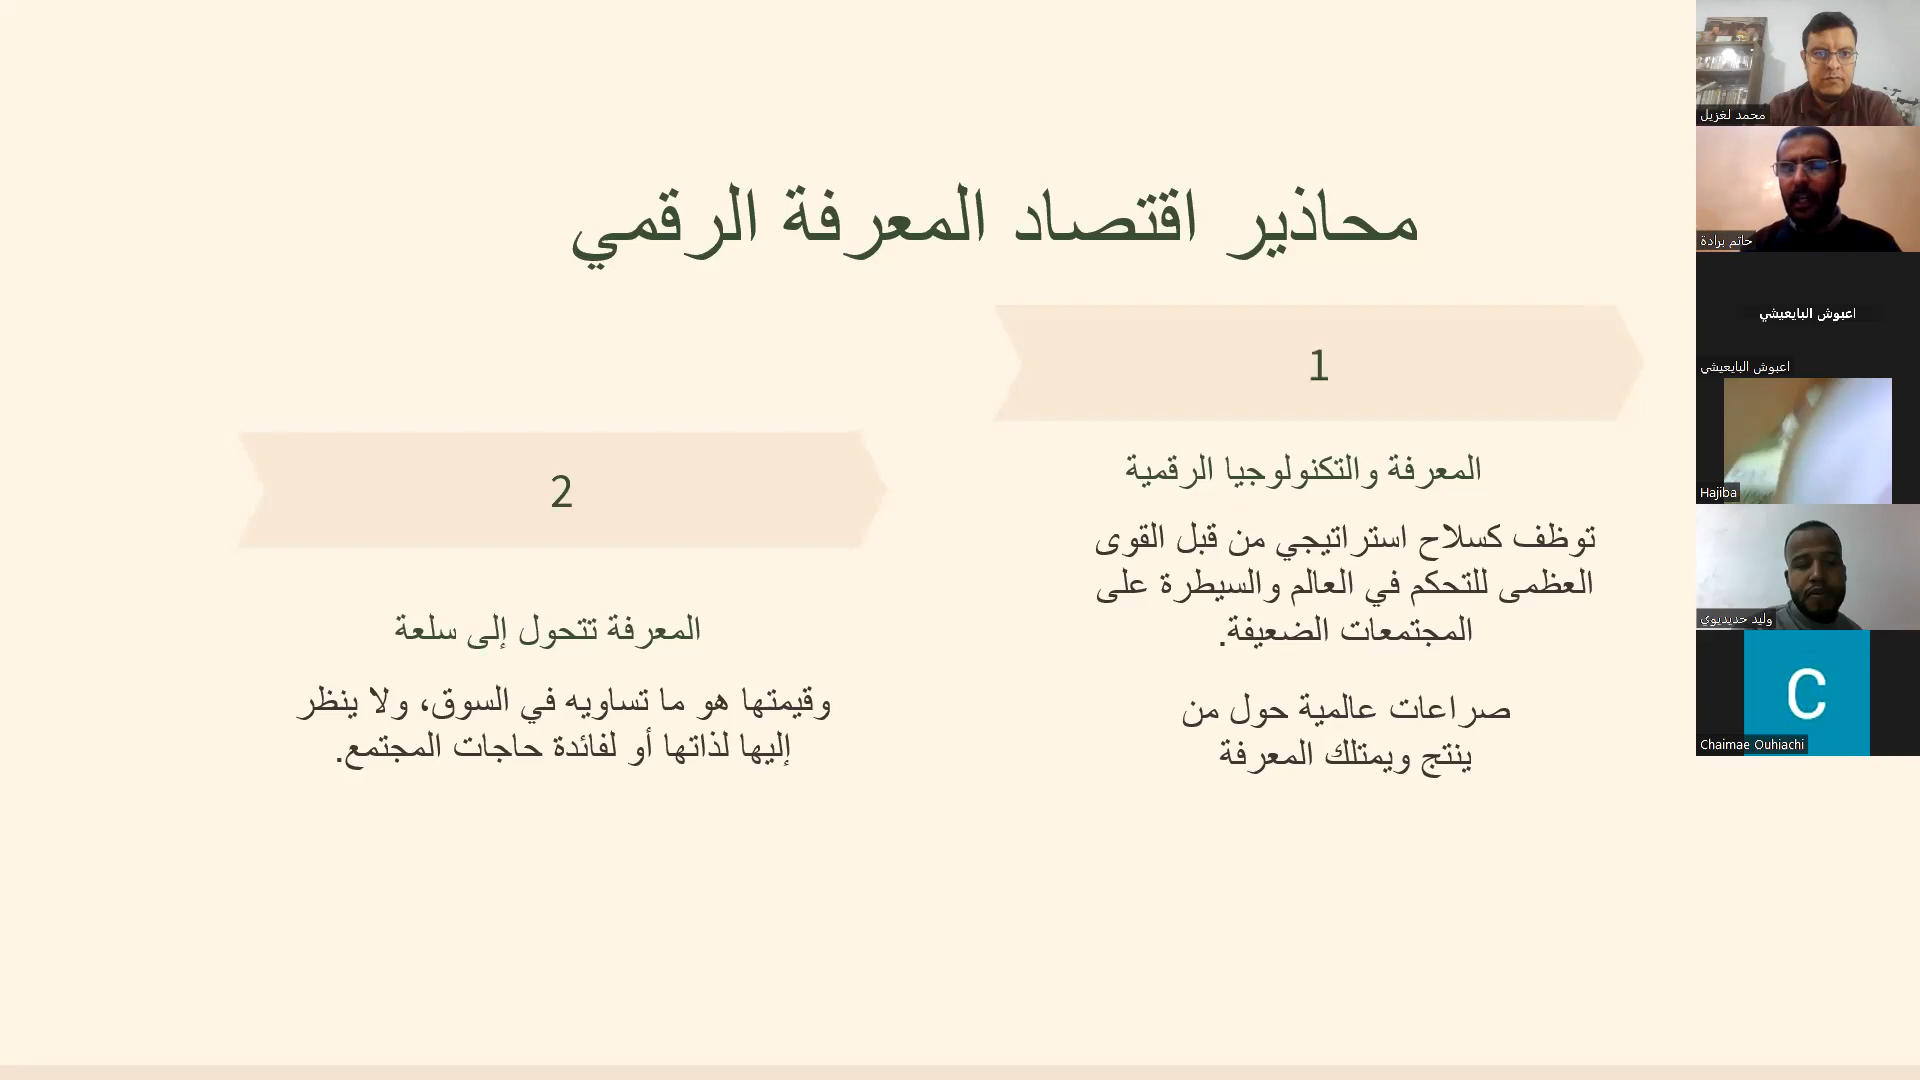 محاذير اقتصاد المعرفة الرقمي
1
المعرفة والتكنولوجيا الرقمية
توظف كسلاح استراتيجي من قبل القوى
العظمى للتحكم في العالم والسيطرة على
المجتمعات الضعيفة.
صراعات عالمية حول من
ينتج ويمتلك المعرفة
2
المعرفة تتحول إلى سلعة
وقيمتها هو ما تساويه في السوق، ولا ينظر
إليها لذاتها أو لفائدة حاجات المجتمع.
محمد لغزيل
حاتم برادة
اعبوش البايعيشي
اعبوش البايعيشي
Hajiba
وليد حديديوي
C
Chaimae Ouhiachi